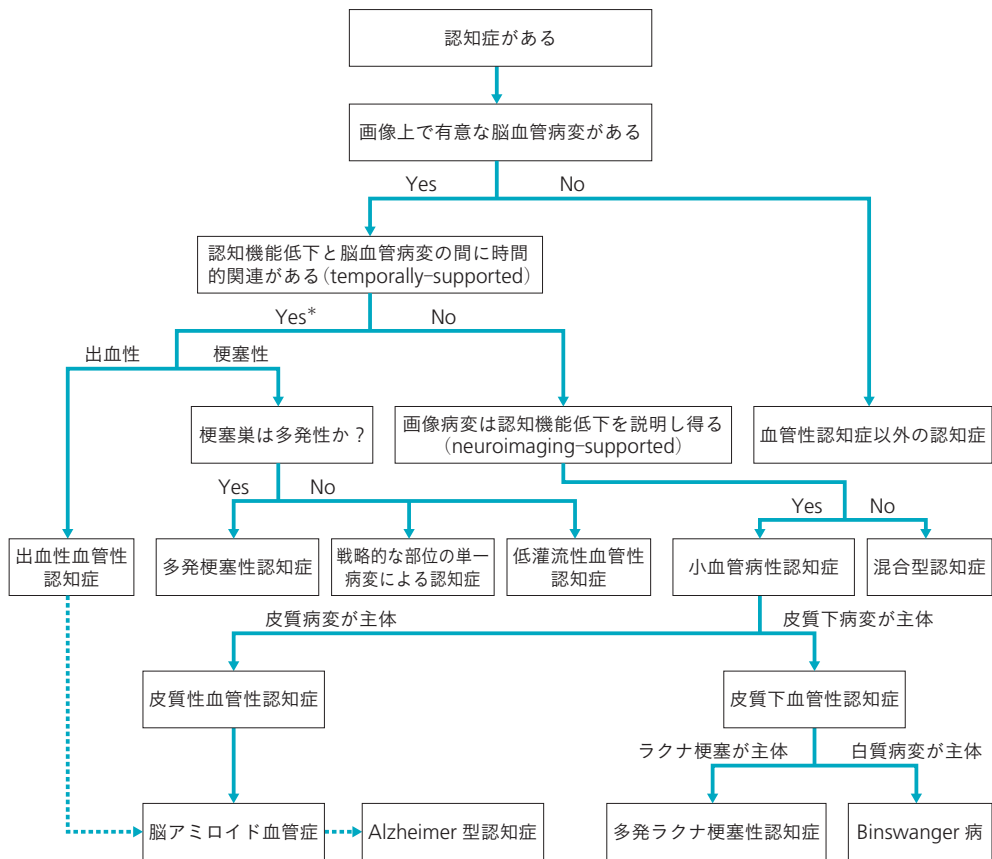 認知症がある
画像上で有意な脳血管病変がある
Yes
No
認知機能低下と脳血管病変の間に時間
的関連がある(temporally-supported)
Yes*
No
出血性
梗塞性
梗塞巣は多発性か？
画像病変は認知機能低下を説明し得る
(neuroimaging-supported)
血管性認知症以外の認知症
Yes
No
Yes
No
出血性血管性
認知症
多発梗塞性認知症
戦略的な部位の単一
病変による認知症
低灌流性血管性
認知症
小血管病性認知症
混合型認知症
皮質病変が主体
皮質下病変が主体
皮質性血管性認知症
皮質下血管性認知症
ラクナ梗塞が主体
白質病変が主体
脳アミロイド血管症
Alzheimer 型認知症
多発ラクナ梗塞性認知症
Binswanger 病